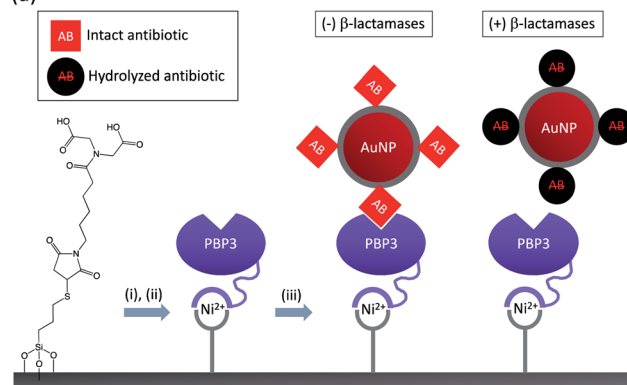 (a)
AB Intact antibiotic
AB Hydrolyzed antibiotic
(-) β-lactamases
(+) β-lactamases
HO
O
HO
O
N
O
N
O
O
S
Si
O
O
O
(i), (ii)
PBP3
Ni2+
(iii)
AB
AB
AB
AB
AuNP
PBP3
Ni2+
AB
AB
AB
AB
AuNP
PBP3
Ni2+